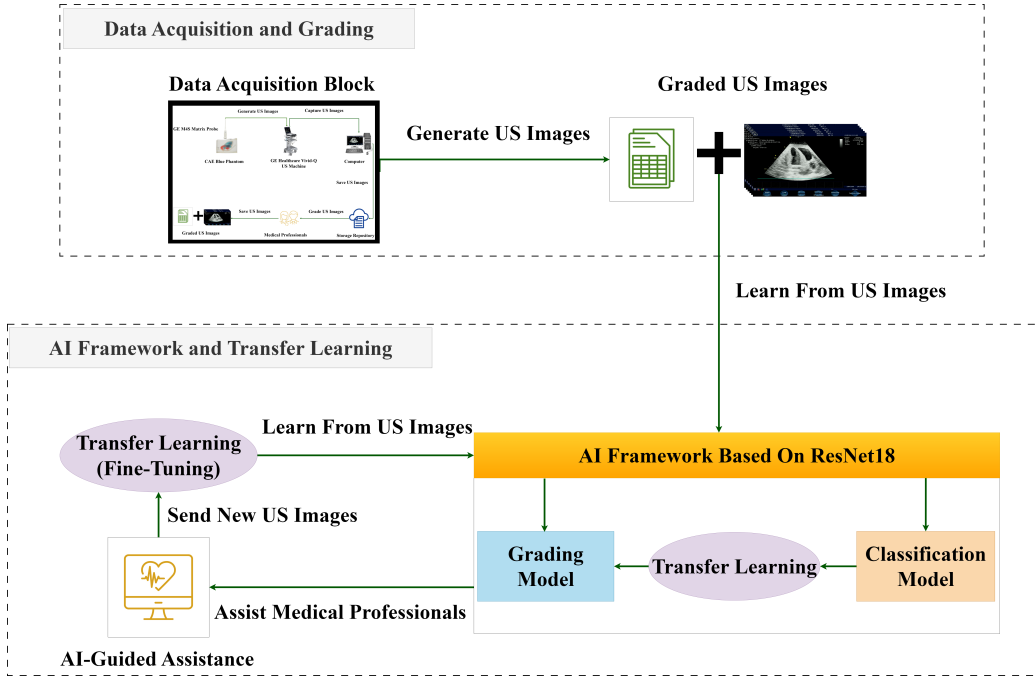 Data Acquisition and Grading
Data Acquisition Block
Graded US Images
Generate US Images
Capture US Images
GE M4S Matrix Probe
CAE Blue Phantom
GE Healthcare Vivid-Q
US Machine
Computer
Save US Images
Save US Images
Grade US Images
Graded US Images
Medical Professionals
Storage Repository
Generate US Images
Learn From US Images
AI Framework and Transfer Learning
Transfer Learning
(Fine-Tuning)
Learn From US Images
AI Framework Based On ResNet18
Send New US Images
Grading
Model
Transfer Learning
Classification
Model
Assist Medical Professionals
AI-Guided Assistance